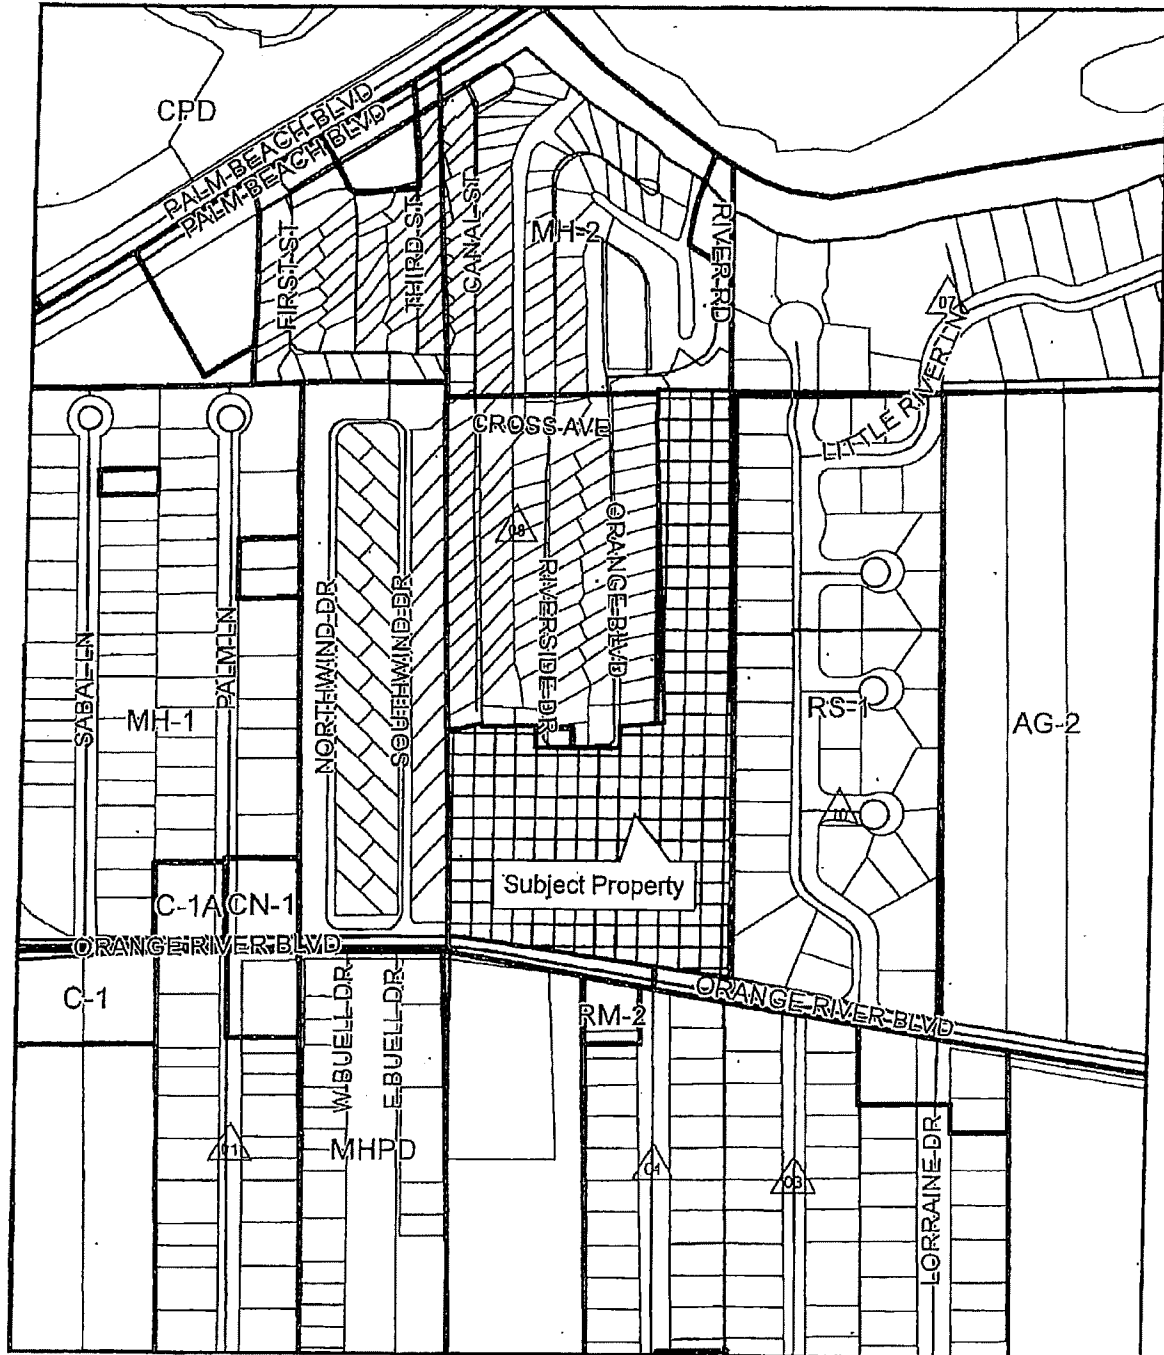 CPD
PALM BEACH BLVD
PALM BEACH BLVD
FIRST ST
THIRD ST
CANAL ST
MH-2
RIVER RD
07
LITTLE RIVER LN
CROSS AVE
08
ORANGE BLVD
RIVERSIDE DR
NORTHWIND DR
SOUTHWIND DR
SABAL LN
PALM LN
MH-1
RS-1
AG-2
10
Subject Property
C-1A
CN-1
ORANGE RIVER BLVD
C-1
ORANGE RIVER BLVD
RM-2
W BUELL DR
E BUELL DR
MHPD
01
04
03
LORRAINE DR